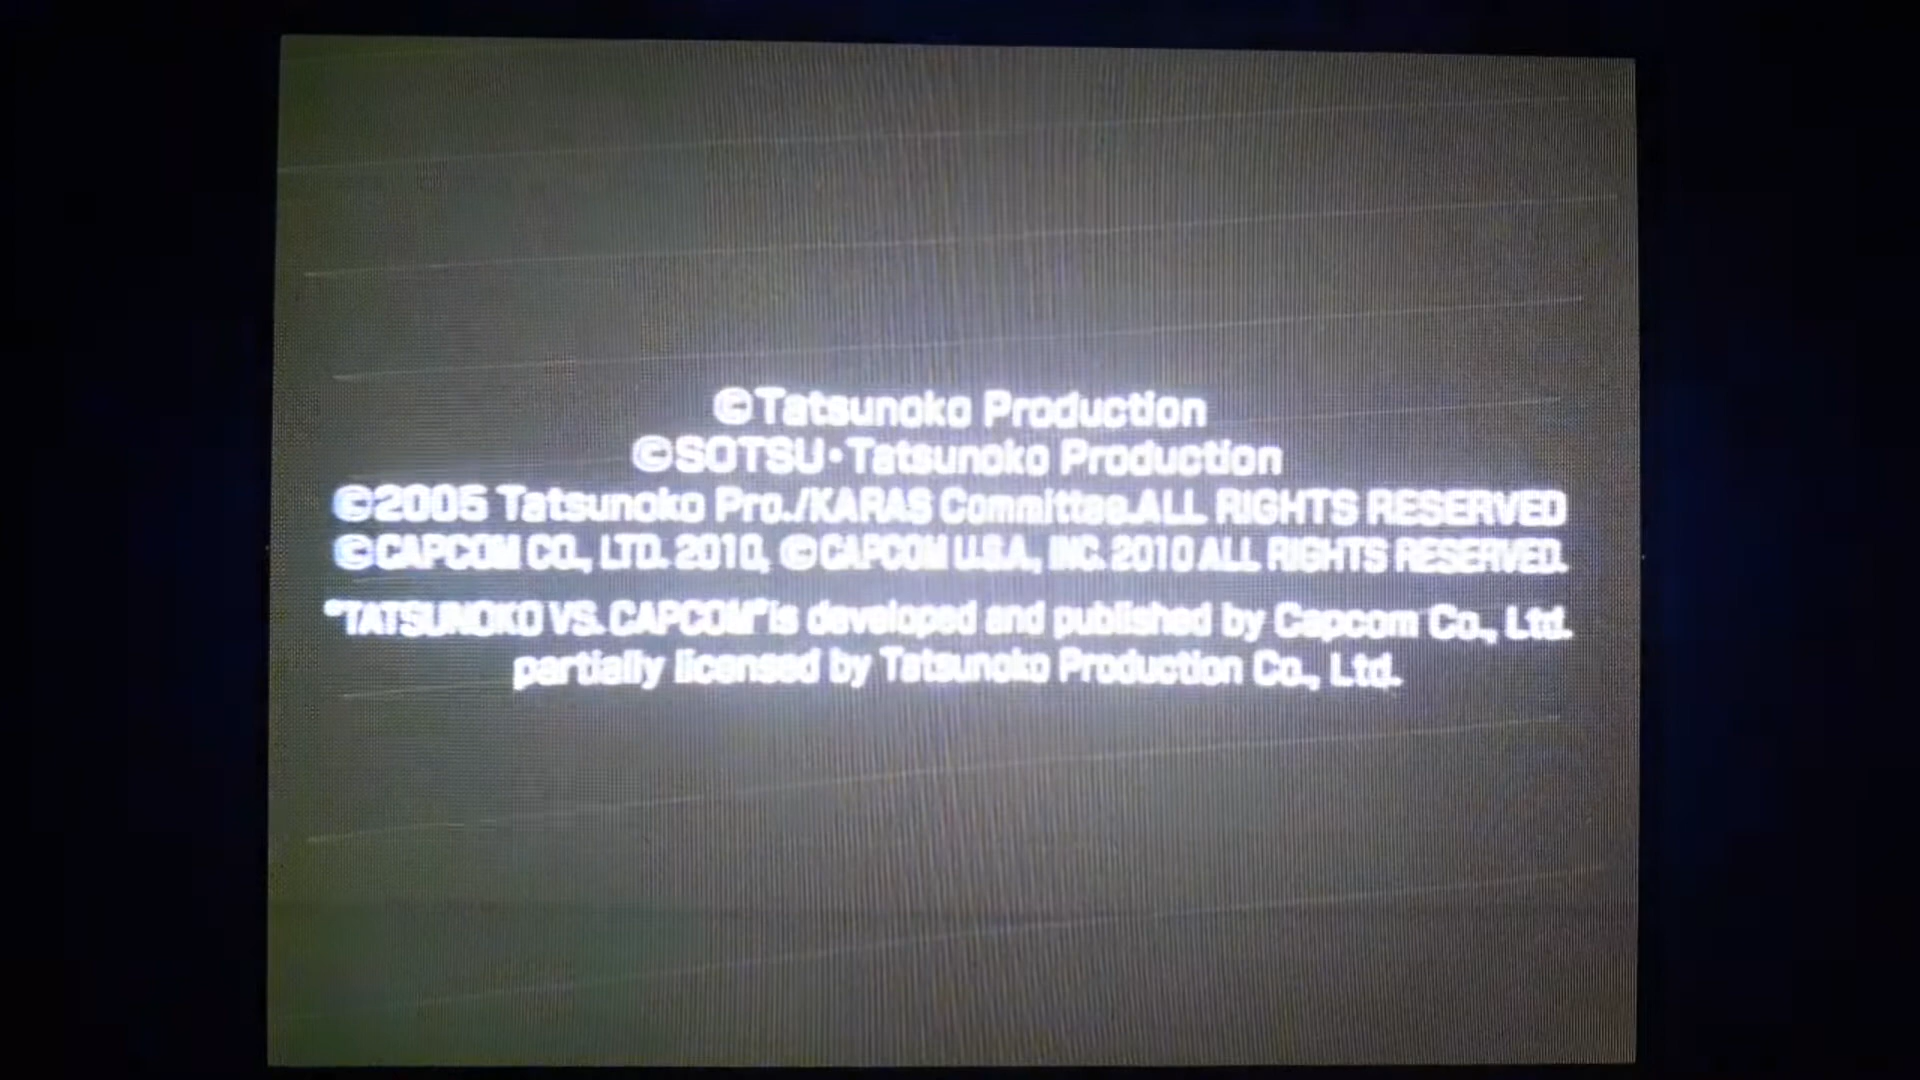 ©Tatsunoko Production
©SOTSU・Tatsunoko Production
©2005 Tatsunoko Pro./KARAS Committee.ALL RIGHTS RESERVED
©CAPCOM CO., LTD. 2010, ©CAPCOM U.S.A., INC. 2010 ALL RIGHTS RESERVED.
"TATSUNOKO VS. CAPCOM" is developed and published by Capcom Co., Ltd.
partially licensed by Tatsunoko Production Co., Ltd.